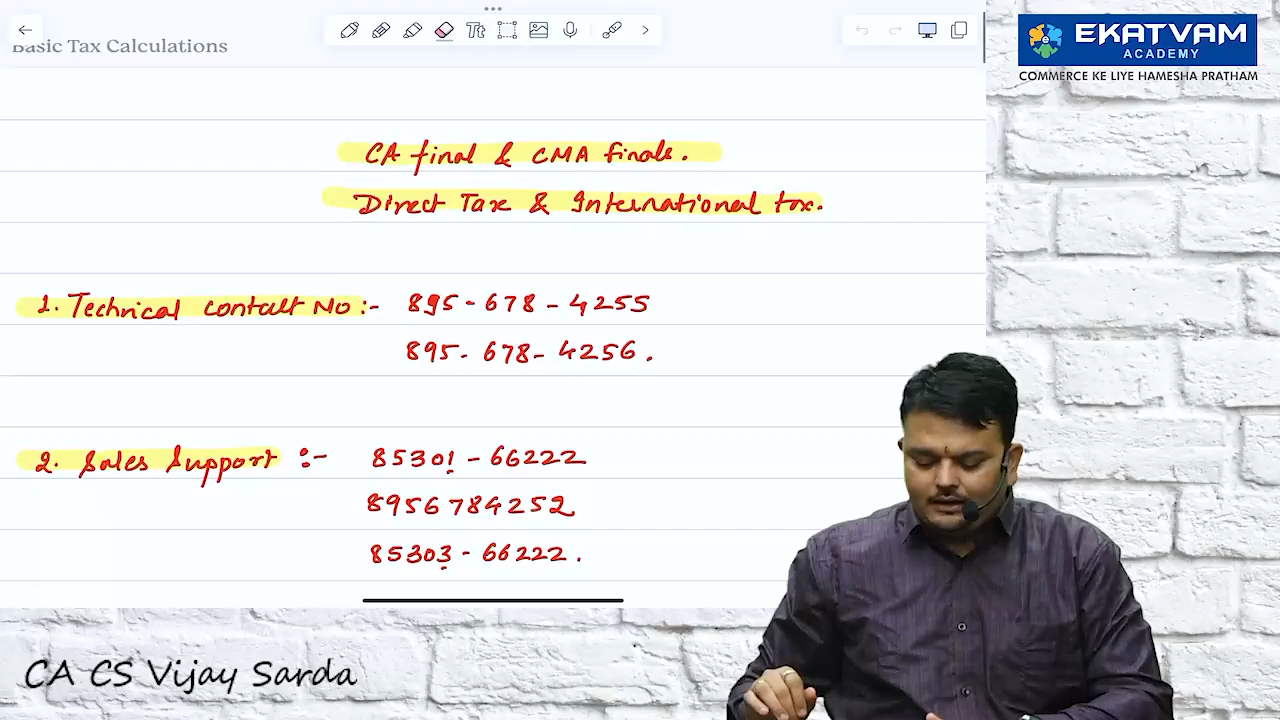 Basic Tax Calculations
Tt
EKATVAM
ACADEMY
COMMERCE KE LIYE HAMESHA PRATHAM
CA final & CMA finals.
Direct Tax & International tax.
1. Technical Contact No :- 895-678-4255
895-678-4256.
2. Sales Support :- 85301-66222
8956784252
85303-66222.
CA CS Vijay Sarda